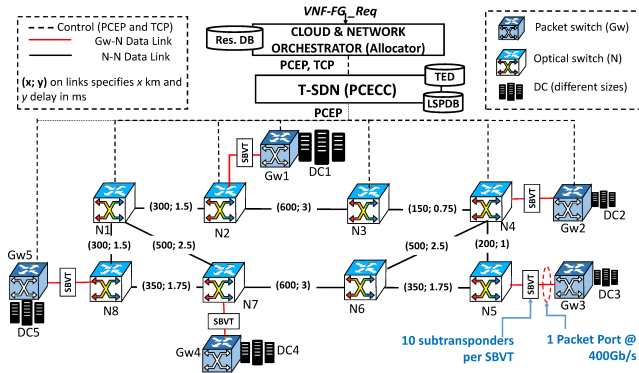 VNF-FG_Req
Control (PCEP and TCP)
Gw-N Data Link
N-N Data Link
(x; y) on links specifies x km and
y delay in ms
Res. DB
CLOUD & NETWORK
ORCHESTRATOR (Allocator)
PCEP, TCP
TED
T-SDN (PCECC)
LSPDB
PCEP
Packet switch (Gw)
Optical switch (N)
DC (different sizes)
SBVT
Gw1
DC1
N1
(300; 1.5)
N2
(600; 3)
N3
(150; 0.75)
N4
SBVT
Gw2
DC2
Gw5
(300; 1.5)
(500; 2.5)
(500; 2.5)
(200; 1)
DC5
SBVT
N8
(350; 1.75)
N7
(600; 3)
N6
(350; 1.75)
N5
SBVT
Gw3
DC3
SBVT
Gw4
DC4
10 subtransponders
per SBVT
1 Packet Port @
400Gb/s